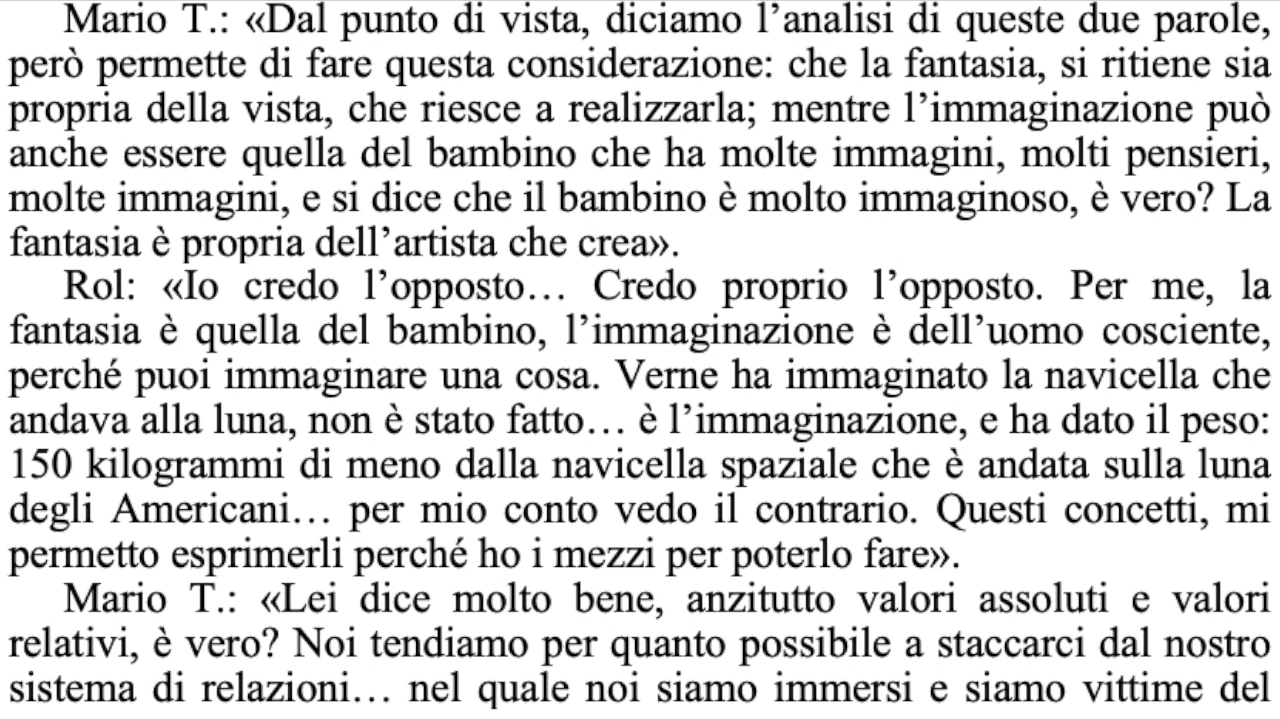 Mario T.: «Dal punto di vista, diciamo l’analisi di queste due parole,
però permette di fare questa considerazione: che la fantasia, si ritiene sia
propria della vista, che riesce a realizzarla; mentre l’immaginazione può
anche essere quella del bambino che ha molte immagini, molti pensieri,
molte immagini, e si dice che il bambino è molto immaginoso, è vero? La
fantasia è propria dell’artista che crea».
Rol: «Io credo l’opposto… Credo proprio l’opposto. Per me, la
fantasia è quella del bambino, l’immaginazione è dell’uomo cosciente,
perché puoi immaginare una cosa. Verne ha immaginato la navicella che
andava alla luna, non è stato fatto… è l’immaginazione, e ha dato il peso:
150 kilogrammi di meno dalla navicella spaziale che è andata sulla luna
degli Americani… per mio conto vedo il contrario. Questi concetti, mi
permetto esprimerli perché ho i mezzi per poterlo fare».
Mario T.: «Lei dice molto bene, anzitutto valori assoluti e valori
relativi, è vero? Noi tendiamo per quanto possibile a staccarci dal nostro
sistema di relazioni… nel quale noi siamo immersi e siamo vittime del